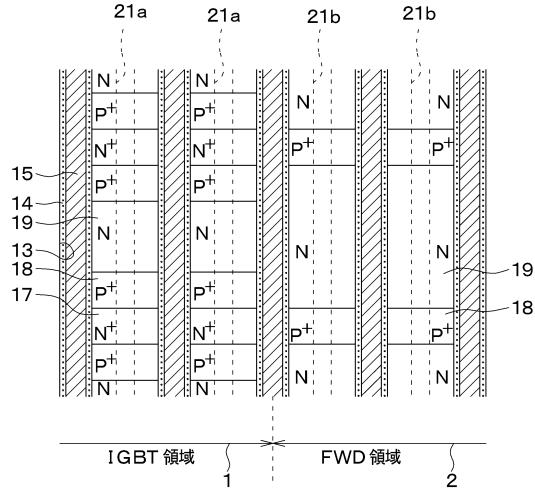 21a 21a 21b 21b
N N N N
P+ P+
N+ N+ P+ P+
15 P+ P+
14
19 N N N N
13 19
18 P+ P+ 18
17 N+ N+ P+ P+
P+ P+
N N N N
IGBT 領域 FWD 領域
1 2